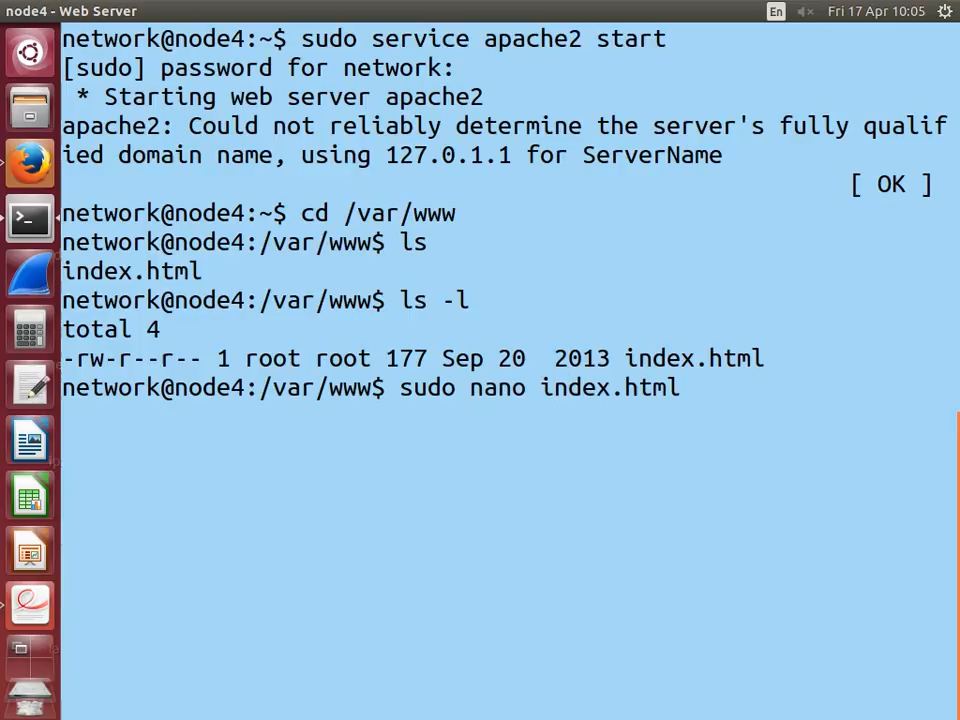 node4 - Web Server
En
Fri 17 Apr 10:05
network@node4:~$ sudo service apache2 start
[sudo] password for network:
 * Starting web server apache2
apache2: Could not reliably determine the server's fully qualif
ied domain name, using 127.0.1.1 for ServerName
[ OK ]
network@node4:~$ cd /var/www
network@node4:/var/www$ ls
index.html
network@node4:/var/www$ ls -l
total 4
-rw-r--r-- 1 root root 177 Sep 20  2013 index.html
network@node4:/var/www$ sudo nano index.html